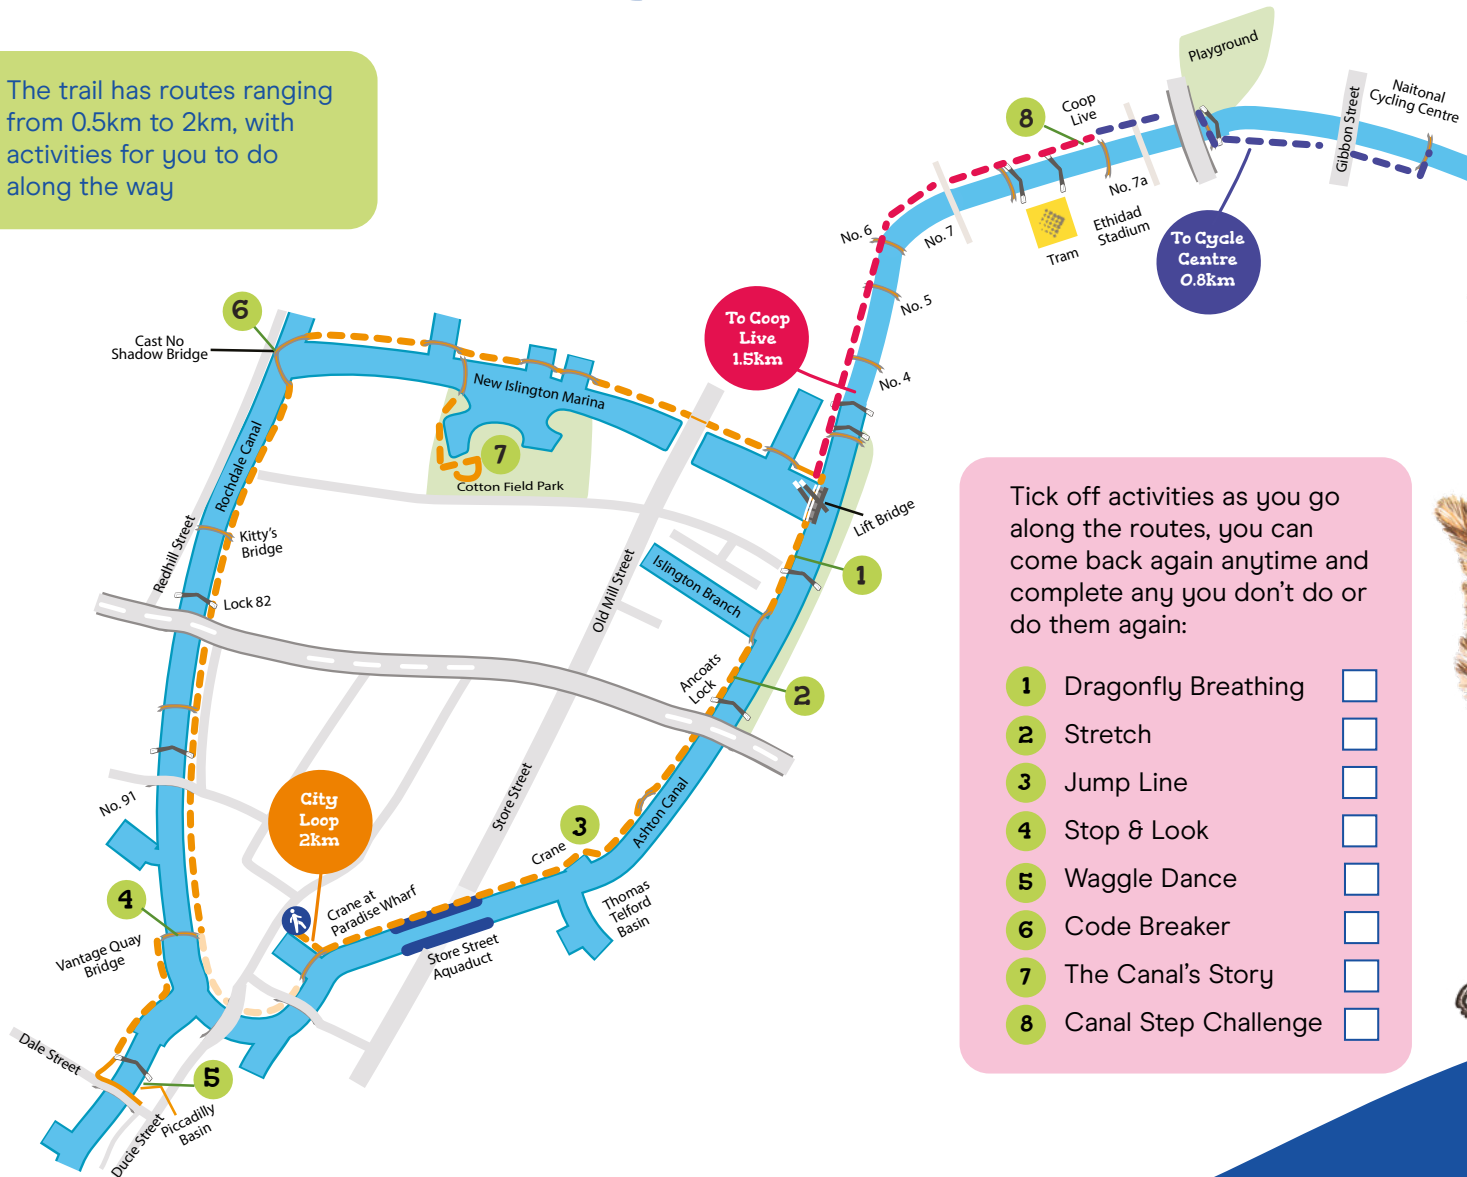 The trail has routes ranging
from 0.5km to 2km, with
activities for you to do
along the way
Playground
Naitonal
Cycling Centre
Gibbon Street
8
Coop
Live
No. 7a
Ethidad
Stadium
Tram
To Cycle
Centre
0.8km
No. 6
No. 7
No. 5
No. 4
To Coop
Live
1.5km
6
Cast No
Shadow Bridge
New Islington Marina
7
Cotton Field Park
Rochdale Canal
Redhill Street
Kitty's
Bridge
Lock 82
Lift Bridge
1
Islington Branch
Old Mill Street
Ancoats
Lock
2
No. 91
City
Loop
2km
Store Street
3
Crane
Ashton Canal
Thomas
Telford
Basin
4
Vantage Quay
Bridge
Crane at
Paradise Wharf
Store Street
Aquaduct
Dale Street
5
Piccadilly
Basin
Ducie Street
Tick off activities as you go
along the routes, you can
come back again anytime and
complete any you don't do or
do them again:
1 Dragonfly Breathing
2 Stretch
3 Jump Line
4 Stop & Look
5 Waggle Dance
6 Code Breaker
7 The Canal's Story
8 Canal Step Challenge